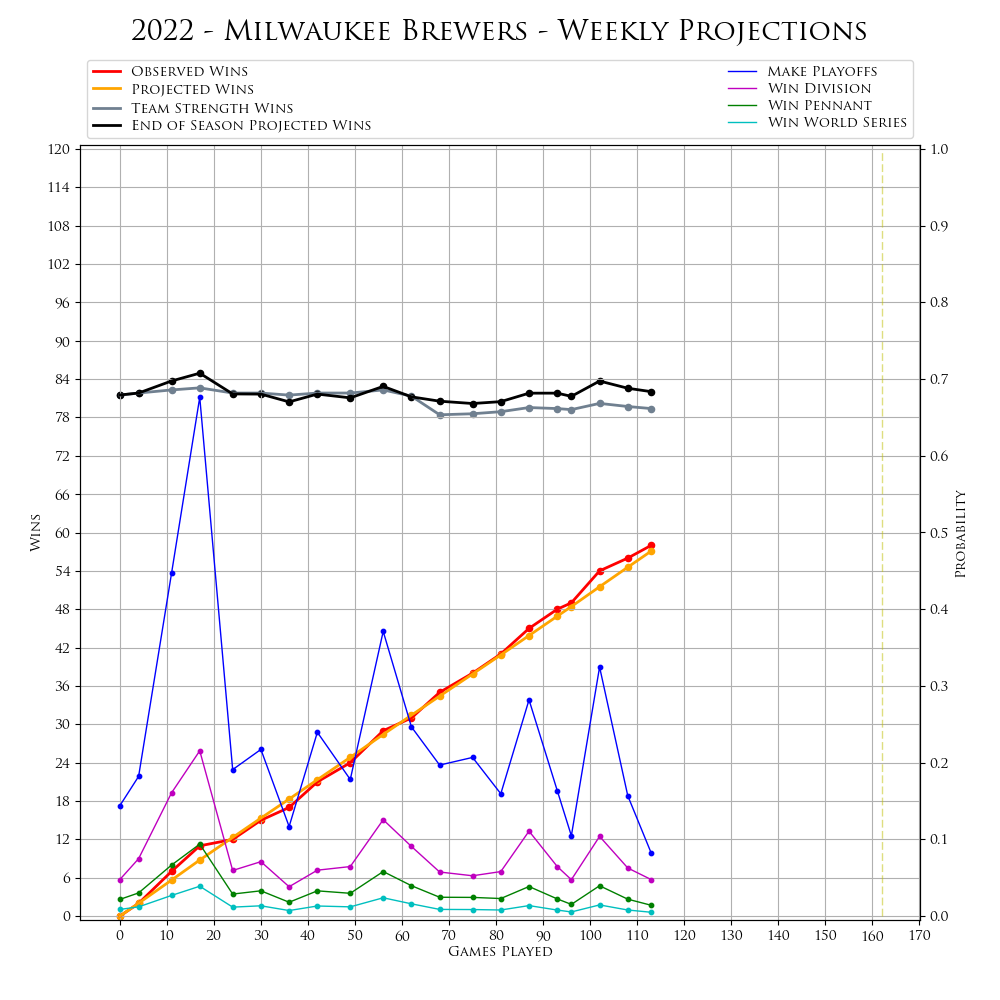 2022 - Milwaukee Brewers - Weekly Projections
Observed Wins
Projected Wins
Team Strength Wins
End of Season Projected Wins
Make Playoffs
Win Division
Win Pennant
Win World Series
120
114
108
102
96
90
84
78
72
66
60
54
48
42
36
30
24
18
12
6
0
Wins
1.0
0.9
0.8
0.7
0.6
0.5
0.4
0.3
0.2
0.1
0.0
Probability
0 10 20 30 40 50 60 70 80 90 100 110 120 130 140 150 160 170
Games Played